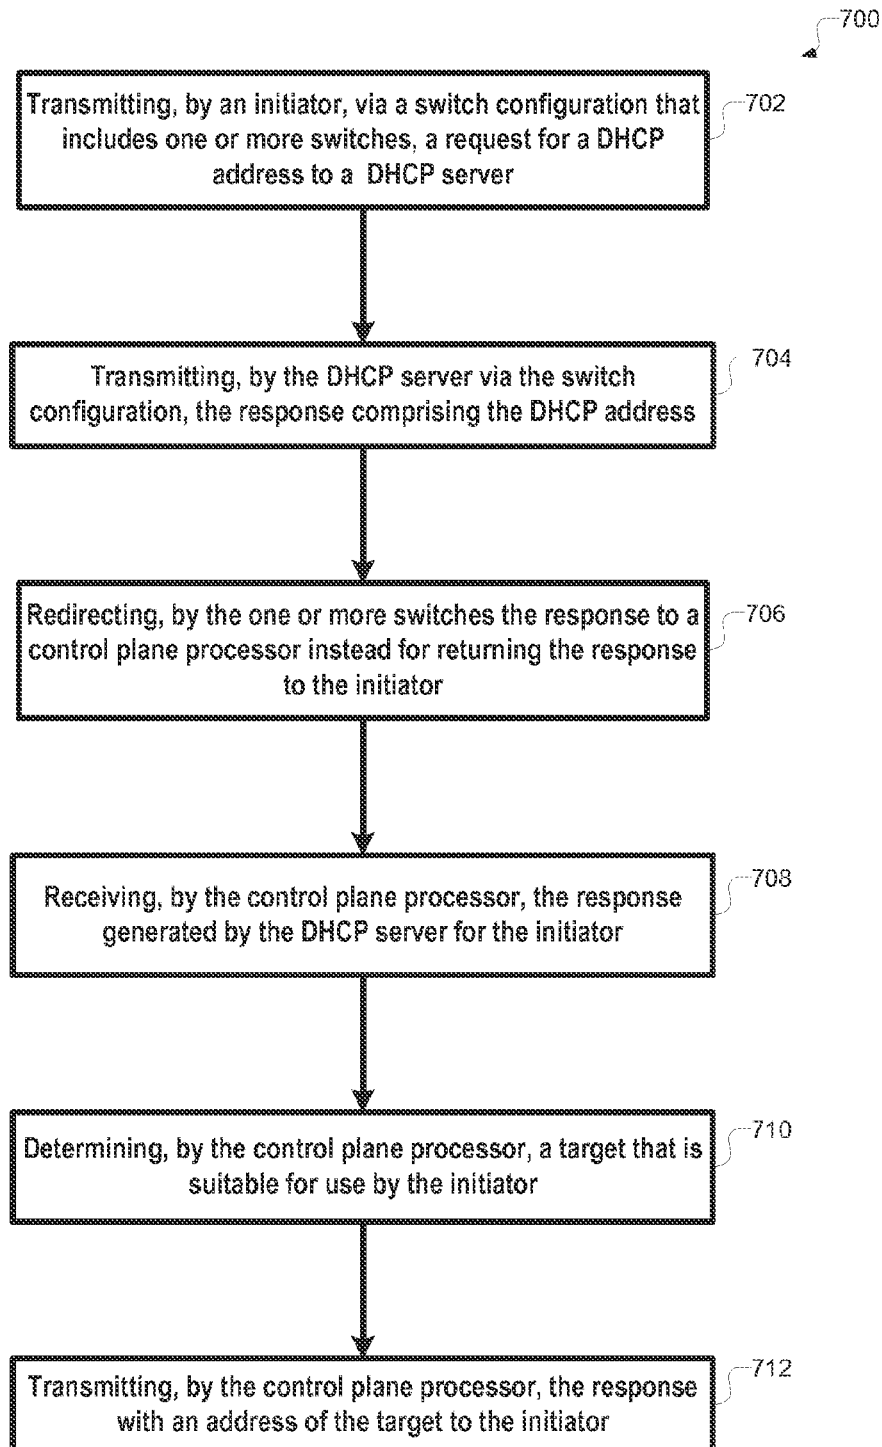 700
Transmitting, by an initiator, via a switch configuration that
702
includes one or more switches, a request for a DHCP
address to a DHCP server
Transmitting, by the DHCP server via the switch
704
configuration, the response comprising the DHCP address
Redirecting, by the one or more switches the response to a
706
control plane processor instead for returning the response
to the initiator
Receiving, by the control plane processor, the response
708
generated by the DHCP server for the initiator
Determining, by the control plane processor, a target that is
710
suitable for use by the initiator
Transmitting, by the control plane processor, the response
712
with an address of the target to the initiator